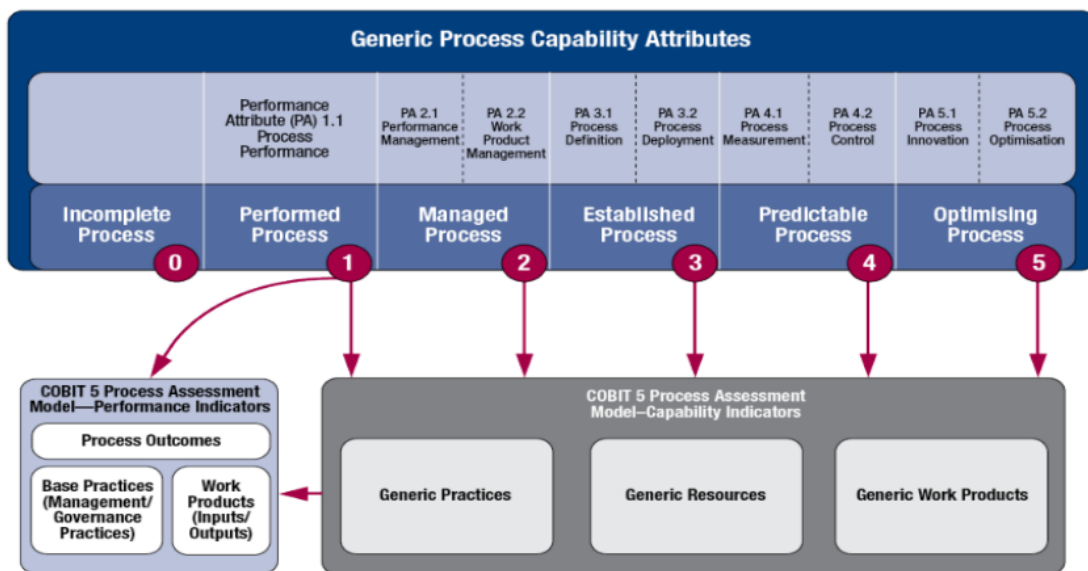 Generic Process Capability Attributes
Performance
Attribute (PA) 1.1
Process
Performance
PA 2.1
Performance
Management
PA 2.2
Work
Product
Management
PA 3.1
Process
Definition
PA 3.2
Process
Deployment
PA 4.1
Process
Measurement
PA 4.2
Process
Control
PA 5.1
Process
Innovation
PA 5.2
Process
Optimisation
Incomplete
Process
0
Performed
Process
1
Managed
Process
2
Established
Process
3
Predictable
Process
4
Optimising
Process
5
COBIT 5 Process Assessment
Model—Performance Indicators
Process Outcomes
Base Practices
(Management/
Governance
Practices)
Work
Products
(Inputs/
Outputs)
COBIT 5 Process Assessment
Model–Capability Indicators
Generic Practices
Generic Resources
Generic Work Products